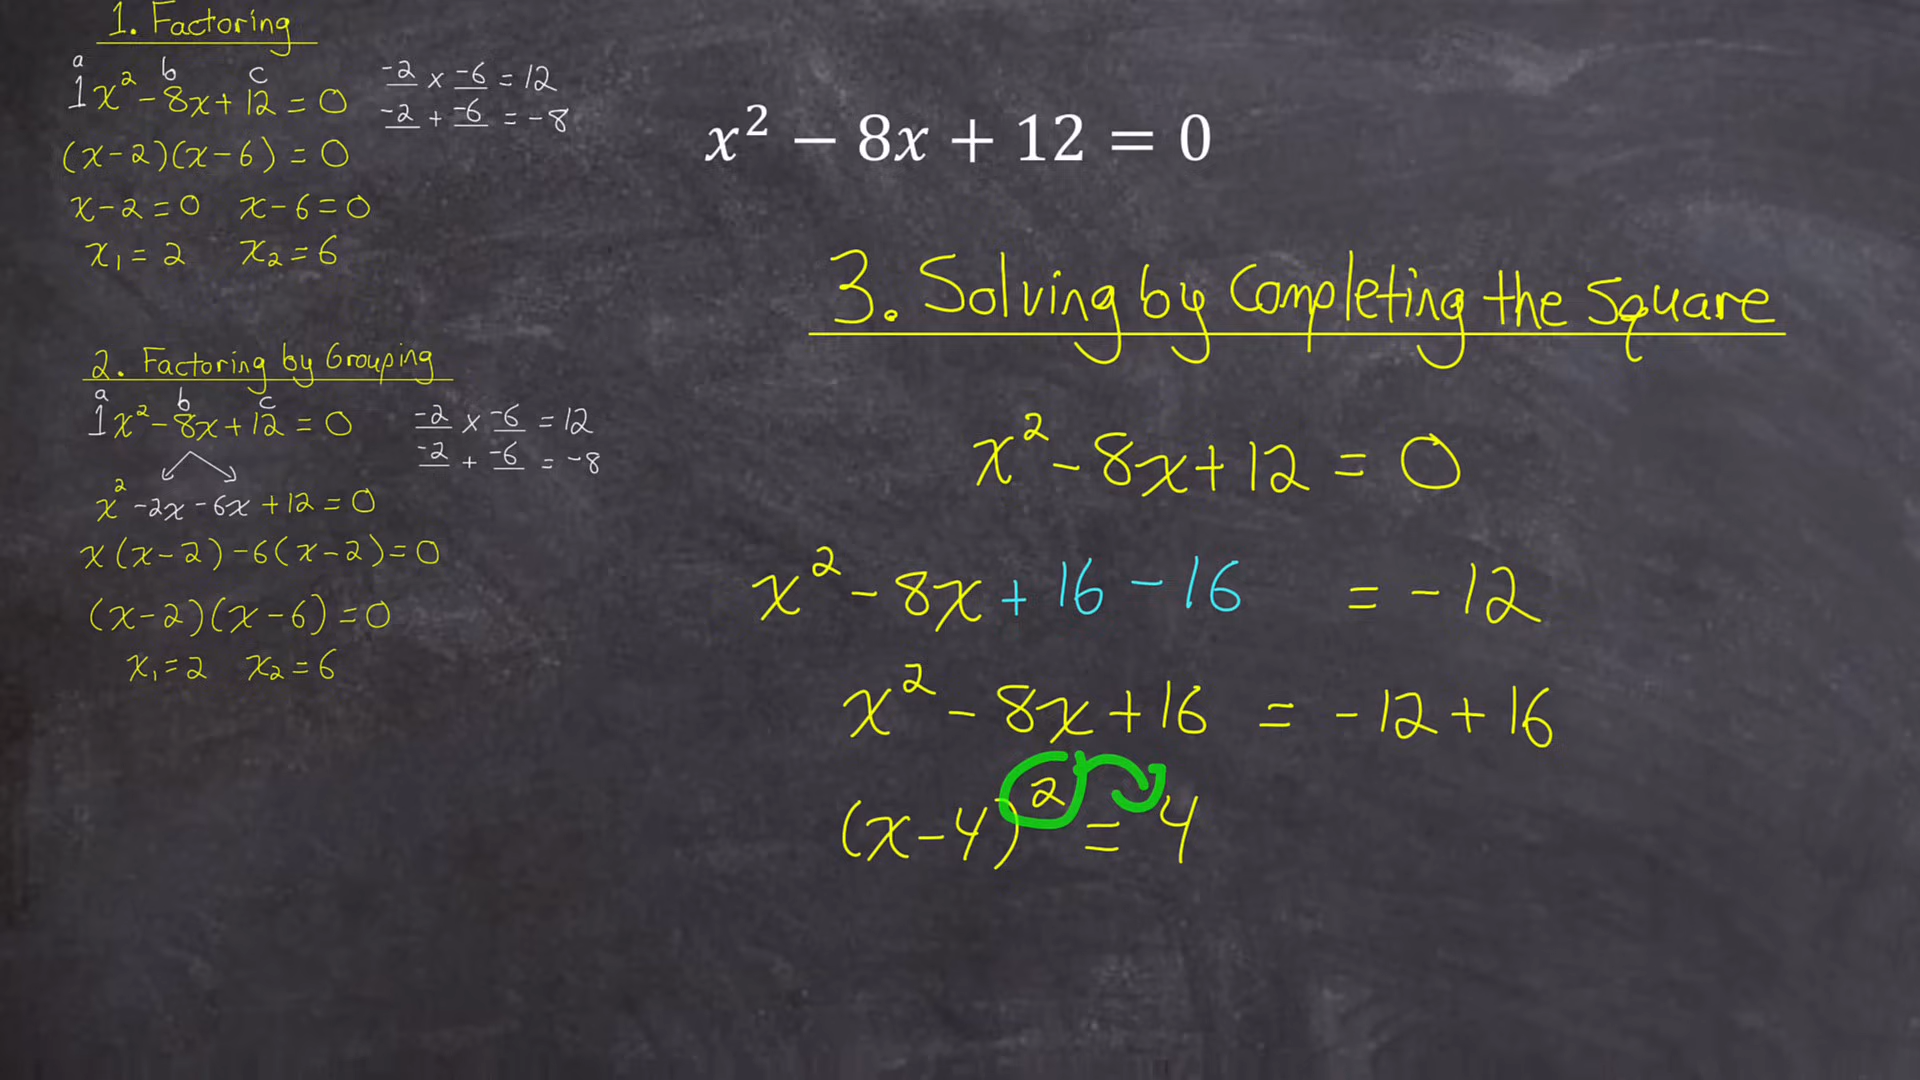 1. Factoring
a b c
1x² - 8x + 12 = 0
-2 × -6 = 12
-2 + -6 = -8
(x-2)(x-6) = 0
x-2=0 x-6=0
x₁=2 x₂=6
2. Factoring by Grouping
a b c
1x² - 8x + 12 = 0
-2 × -6 = 12
-2 + -6 = -8
x² -2x -6x +12 = 0
x(x-2) -6(x-2) = 0
(x-2)(x-6) = 0
x₁=2 x₂=6
x² − 8x + 12 = 0
3. Solving by Completing the Square
x² - 8x + 12 = 0
x² - 8x + 16 - 16 = -12
x² - 8x + 16 = -12 + 16
(x-4)² = 4